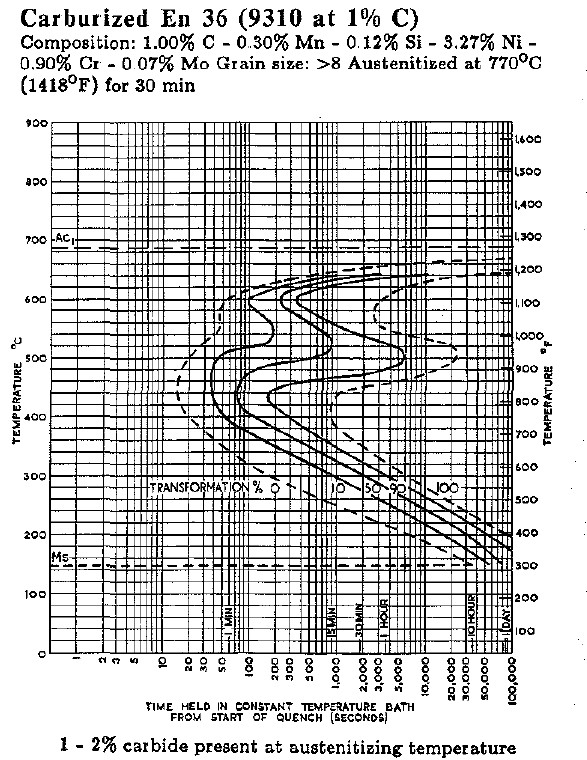 Carburized En 36 (9310 at 1% C)
Composition: 1.00% C - 0.30% Mn - 0.12% Si - 3.27% Ni -
0.90% Cr - 0.07% Mo Grain size: >8 Austenitized at 770°C
(1418°F) for 30 min
900
800
700
600
500
400
300
200
100
0
TEMPERATURE °C
1,600
1,500
1,400
1,300
1,200
1,100
1,000
900
800
700
600
500
400
300
200
100
TEMPERATURE °F
AC1
TRANSFORMATION % 0 10 50 90 100
Ms
1 MIN
15 MIN
30 MIN
1 HOUR
10 HOUR
1 DAY
1 2 3 5 10 20 30 50 100 200 300 500 1,000 2,000 3,000 5,000 10,000 20,000 30,000 50,000 100,000
TIME HELD IN CONSTANT TEMPERATURE BATH
FROM START OF QUENCH (SECONDS)
1 - 2% carbide present at austenitizing temperature